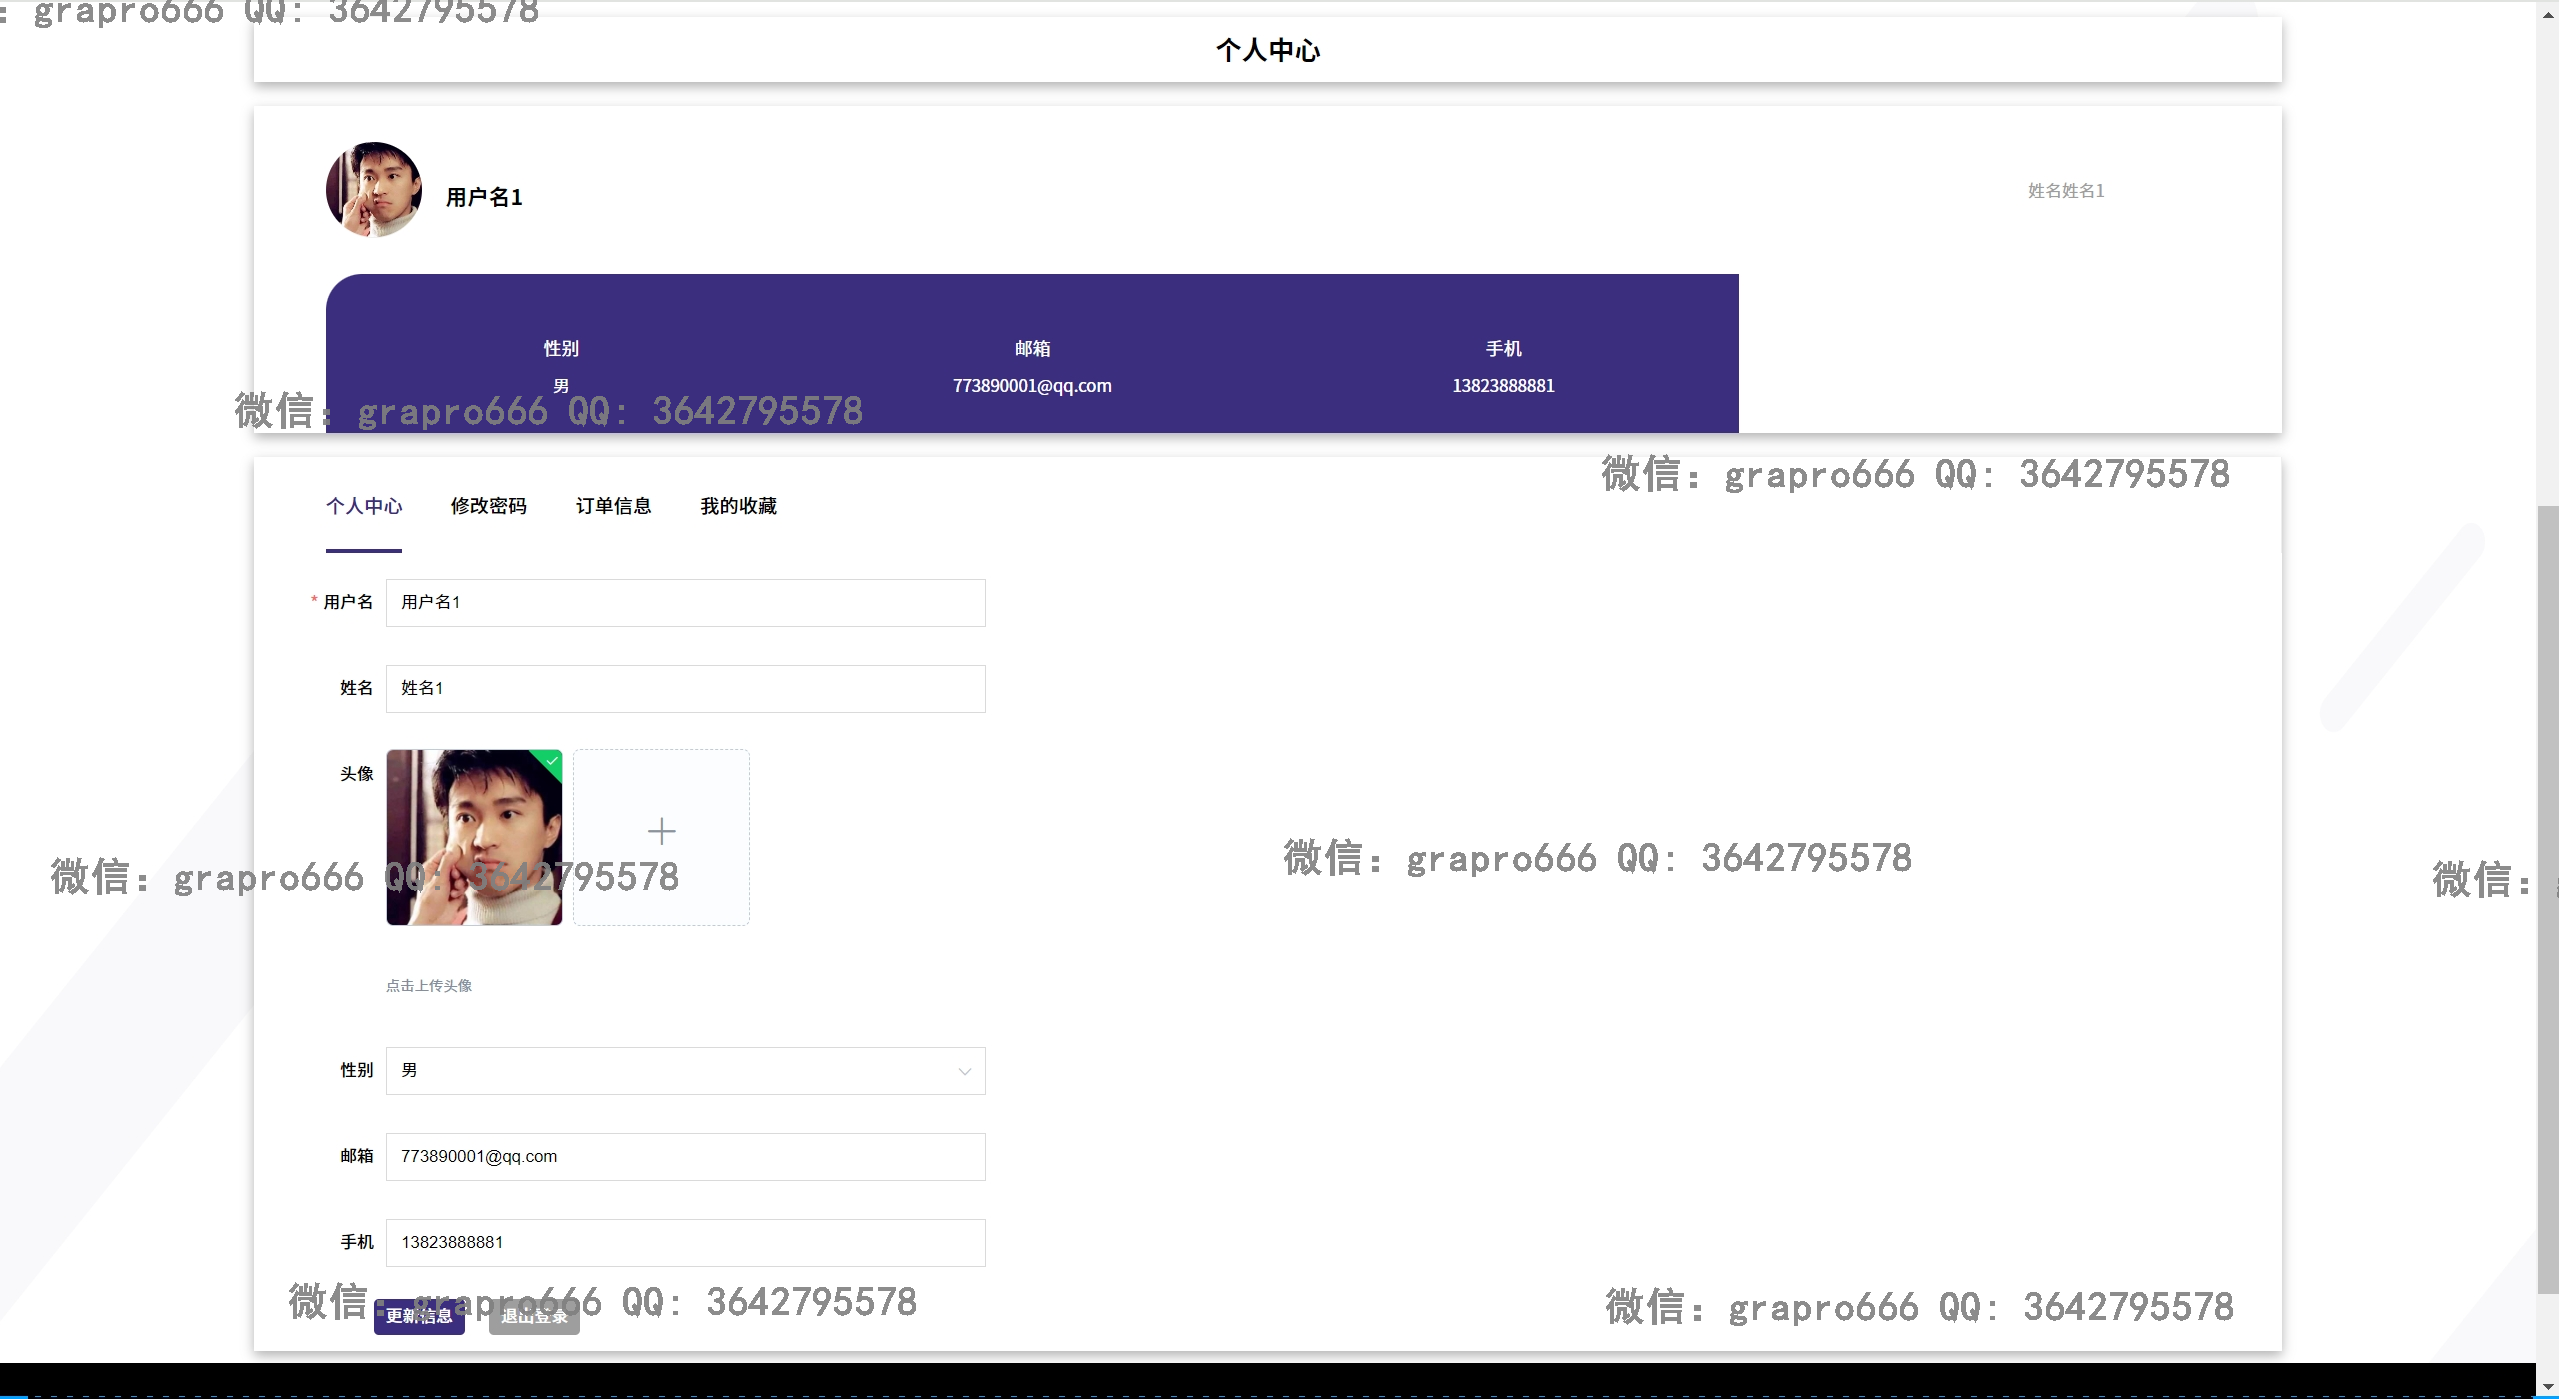 : grapro666 QQ: 3642795578
个人中心
用户名1
姓名姓名1
性别 邮箱 手机
男 773890001@qq.com 13823888881
微信: grapro666 QQ: 3642795578
微信: grapro666 QQ: 3642795578
个人中心 修改密码 订单信息 我的收藏
* 用户名 用户名1
姓名 姓名1
头像
微信: grapro666 QQ: 3642795578
微信: grapro666 QQ: 3642795578
微信:
点击上传头像
性别 男
邮箱 773890001@qq.com
手机 13823888881
微信: grapro666 QQ: 3642795578
微信: grapro666 QQ: 3642795578
更新信息 退出登录